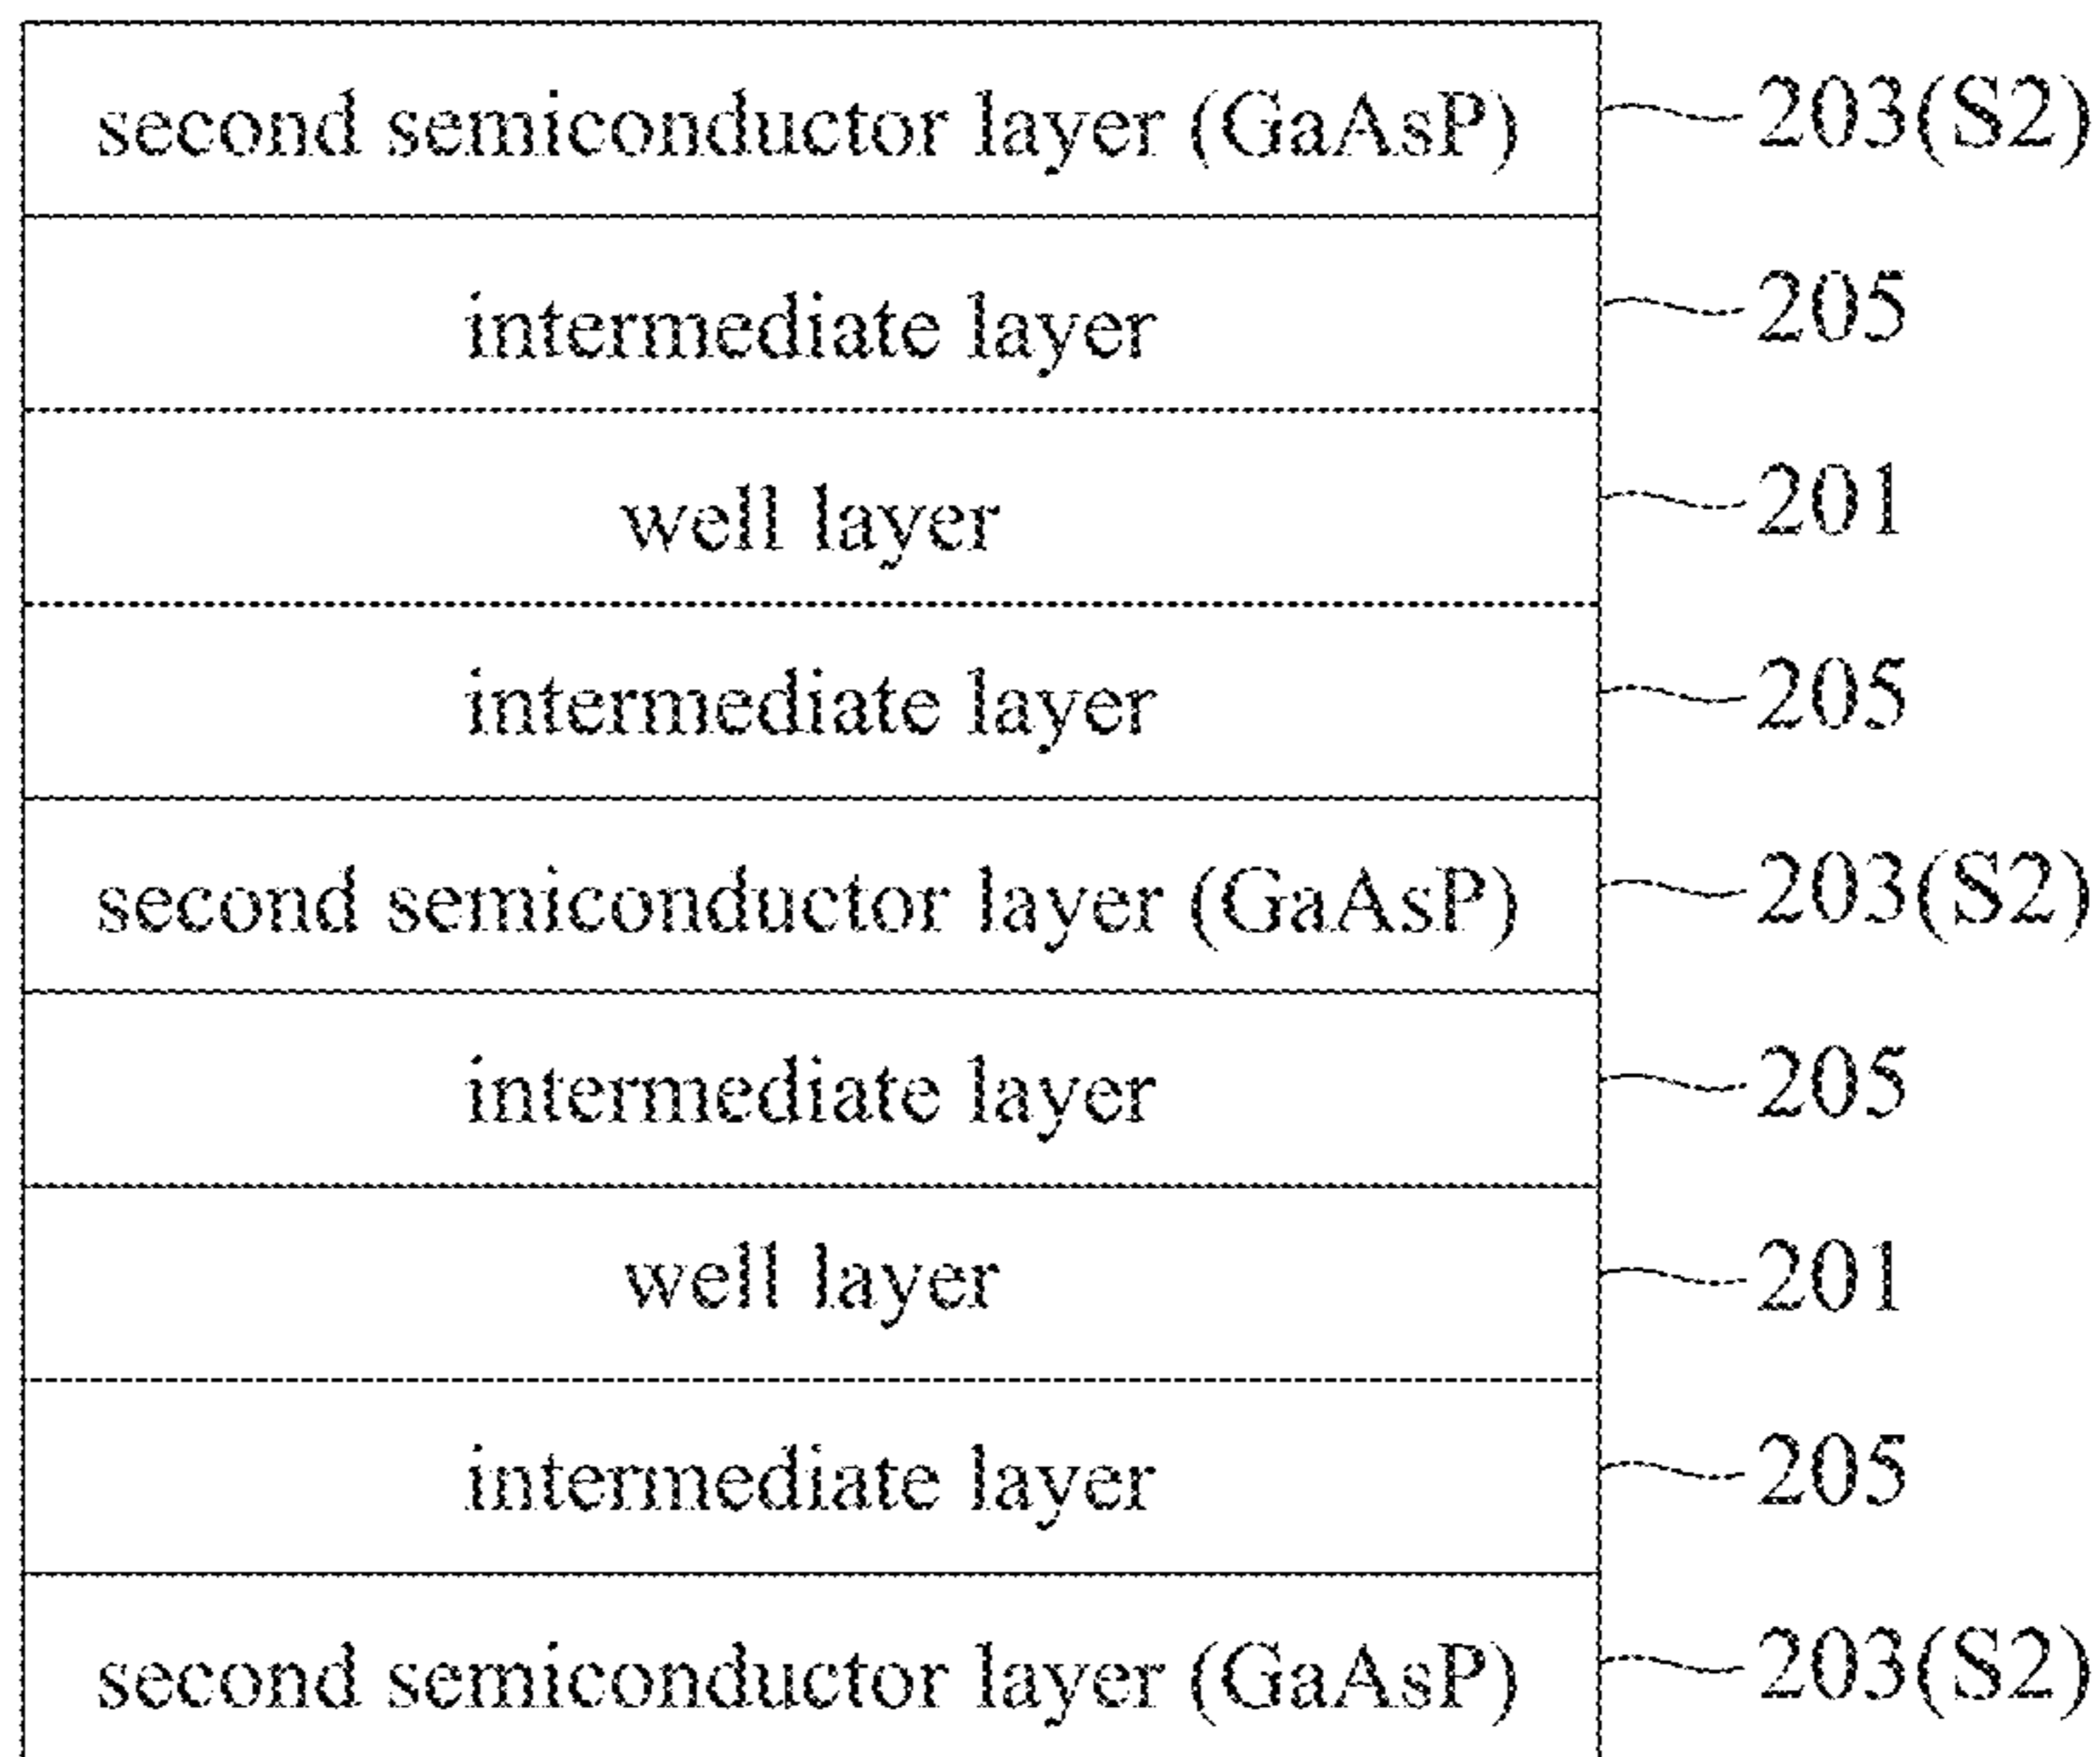 second semiconductor layer (GaAsP) 203(S2)
intermediate layer 205
well layer 201
intermediate layer 205
second semiconductor layer (GaAsP) 203(S2)
intermediate layer 205
well layer 201
intermediate layer 205
second semiconductor layer (GaAsP) 203(S2)